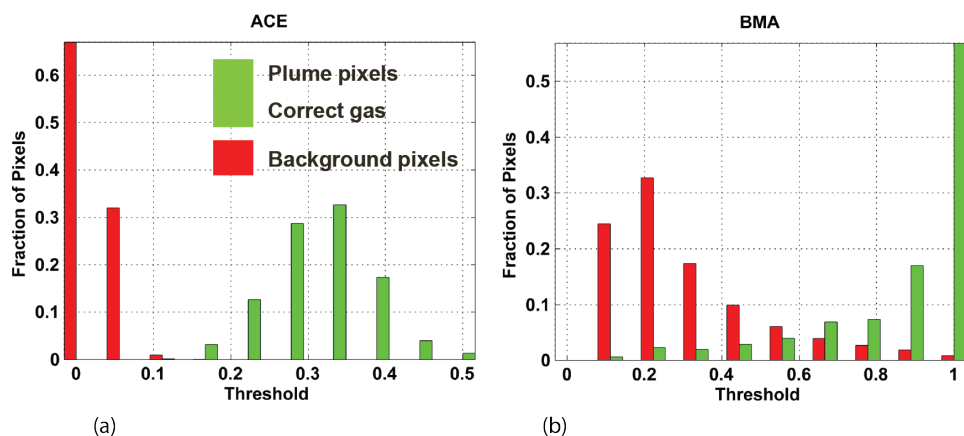 ACE
Fraction of Pixels
0.6
0.5
0.4
0.3
0.2
0.1
0
Plume pixels
Correct gas
Background pixels
0 0.1 0.2 0.3 0.4 0.5
Threshold
(a)
BMA
Fraction of Pixels
0.5
0.4
0.3
0.2
0.1
0
0 0.2 0.4 0.6 0.8 1
Threshold
(b)